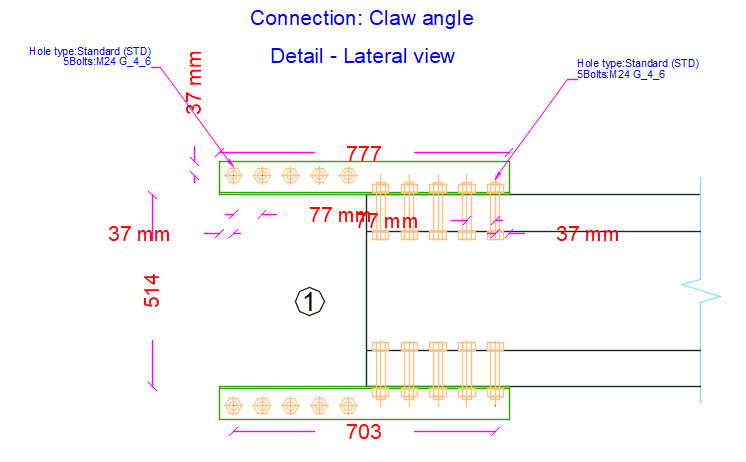 Connection: Claw angle
Detail - Lateral view
Hole type:Standard (STD)
5Bolts:M24 G_4_6
Hole type:Standard (STD)
5Bolts:M24 G_4_6
37 mm
777
77 mm
77 mm
37 mm
37 mm
514
1
703